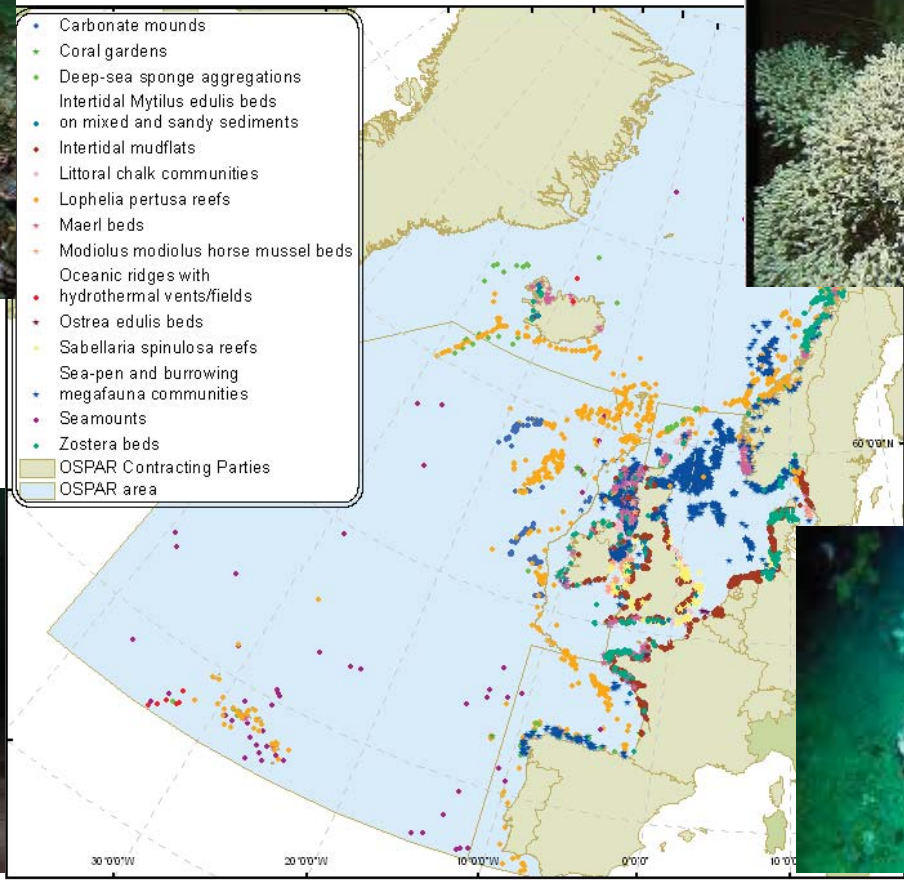 Carbonate mounds
Coral gardens
Deep-sea sponge aggregations
Intertidal Mytilus edulis beds
on mixed and sandy sediments
Intertidal mudflats
Littoral chalk communities
Lophelia pertusa reefs
Maerl beds
Modiolus modiolus horse mussel beds
Oceanic ridges with
hydrothermal vents/fields
Ostrea edulis beds
Sabellaria spinulosa reefs
Sea-pen and burrowing
megafauna communities
Seamounts
Zostera beds
OSPAR Contracting Parties
OSPAR area
60°0'0"N
30°0'0"W
20°0'0"W
10°0'0"W
0°0'0"
10°0'0